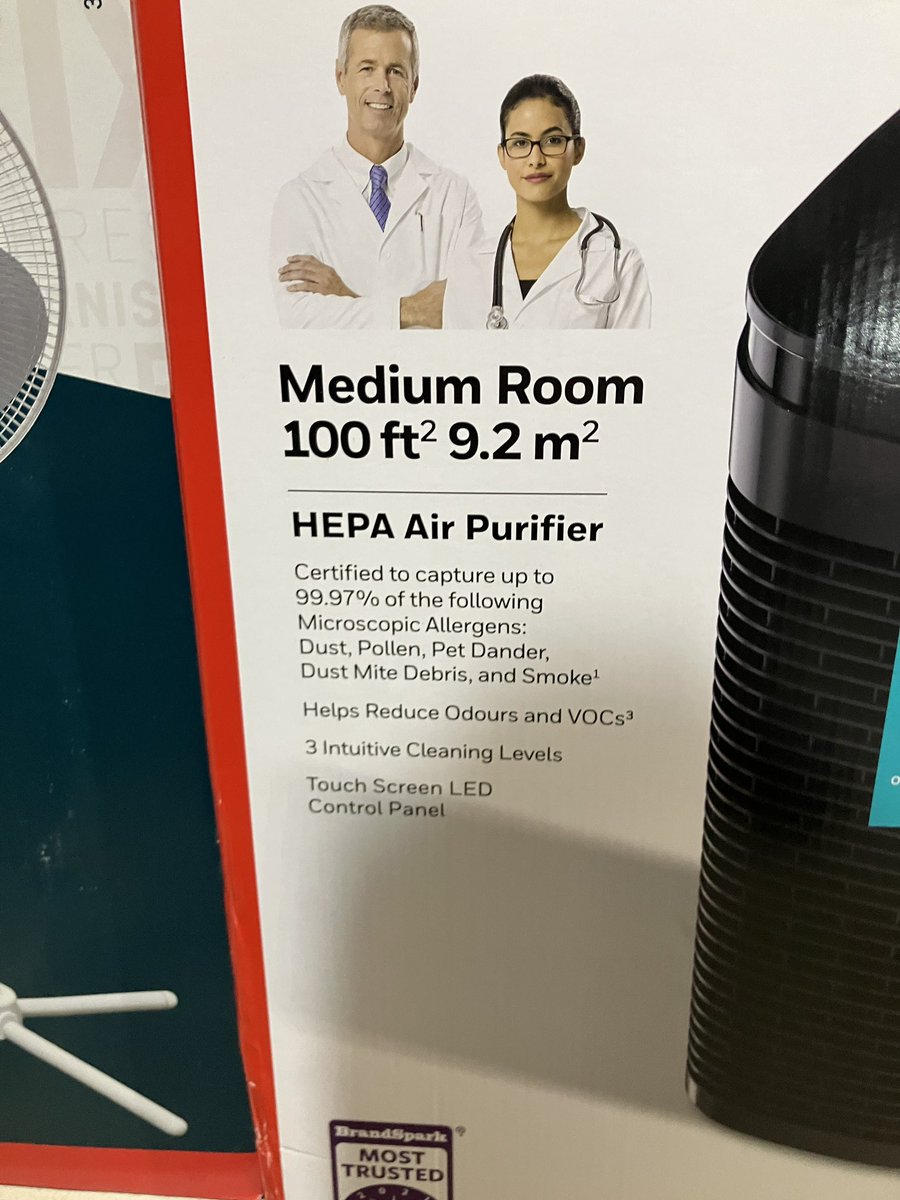 Medium Room
100 ft² 9.2 m²
HEPA Air Purifier
Certified to capture up to
99.97% of the following
Microscopic Allergens:
Dust, Pollen, Pet Dander,
Dust Mite Debris, and Smoke¹
Helps Reduce Odours and VOCs³
3 Intuitive Cleaning Levels
Touch Screen LED
Control Panel
BrandSpark®
MOST
TRUSTED